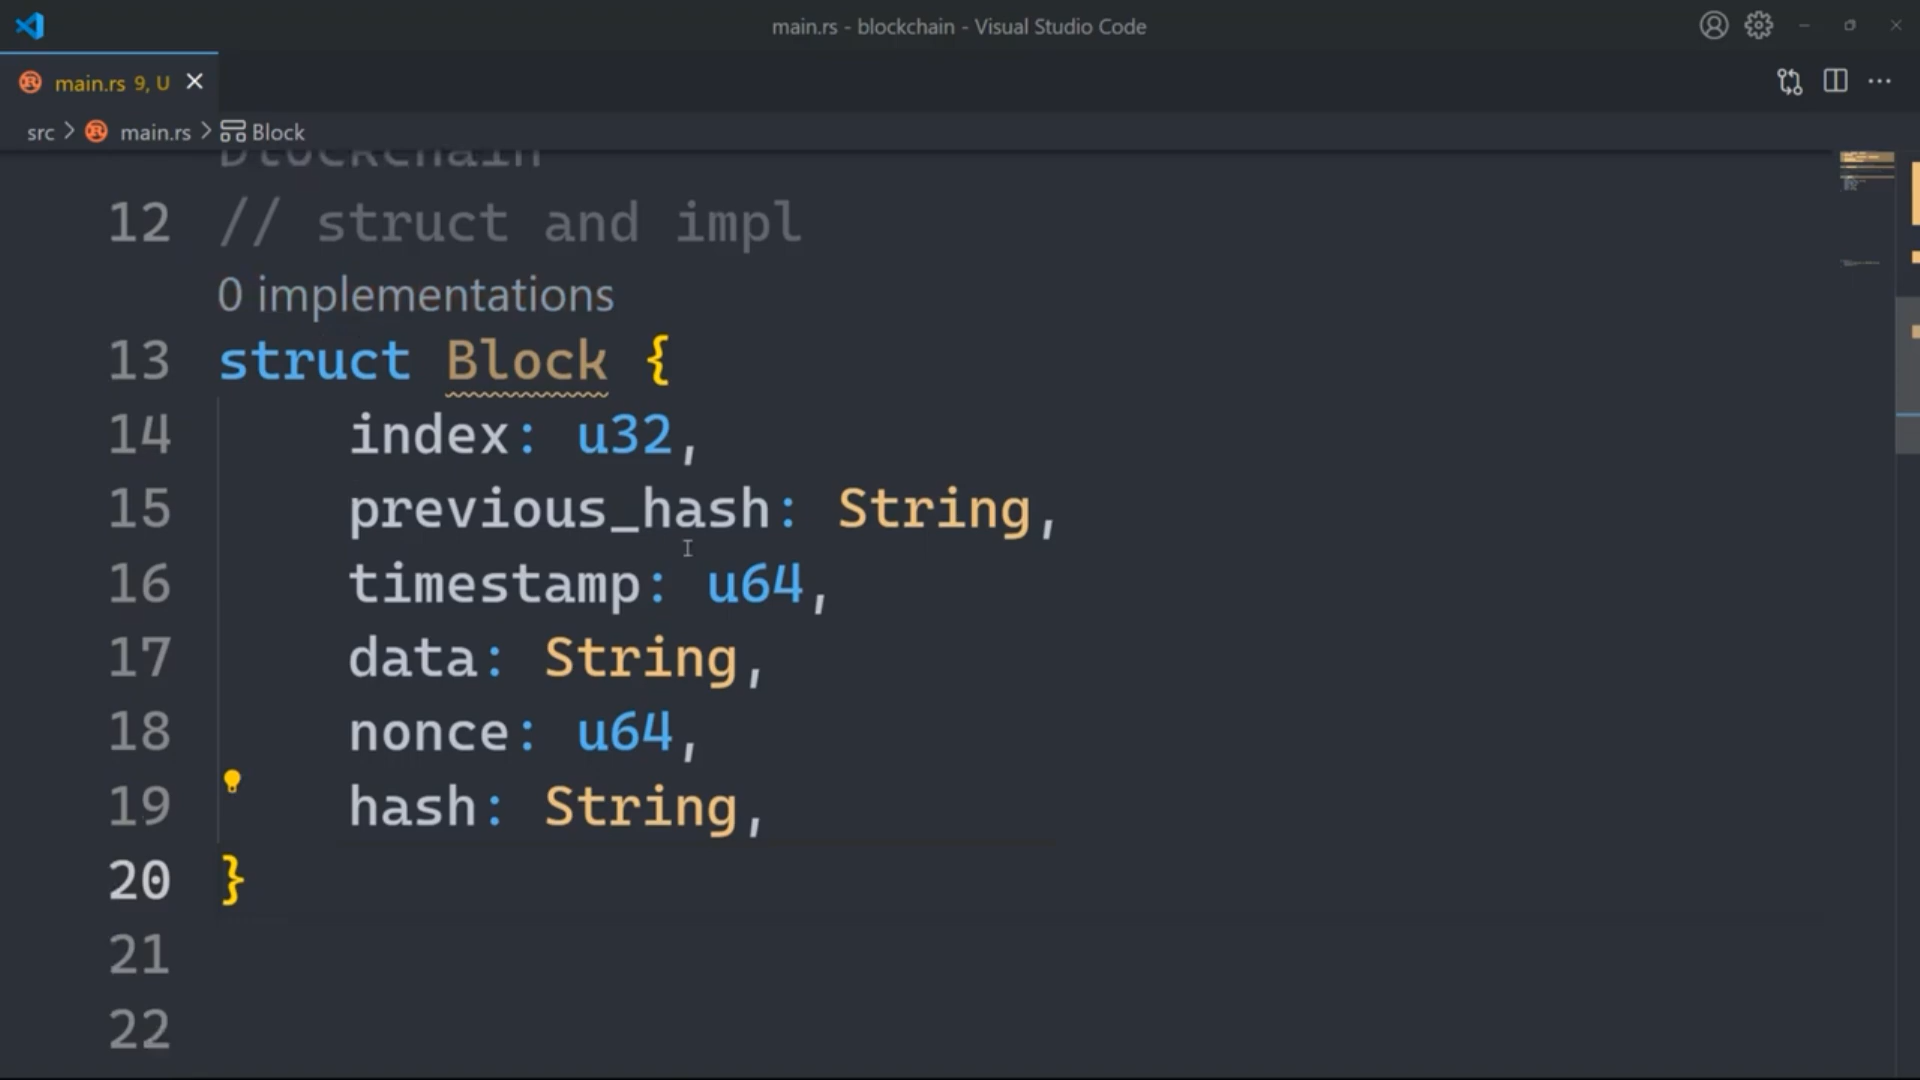 main.rs - blockchain - Visual Studio Code
main.rs 9, U
src > main.rs > Block
Blockchain
12 // struct and impl
0 implementations
13 struct Block {
14 index: u32,
15 previous_hash: String,
16 timestamp: u64,
17 data: String,
18 nonce: u64,
19 hash: String,
20 }
21
22